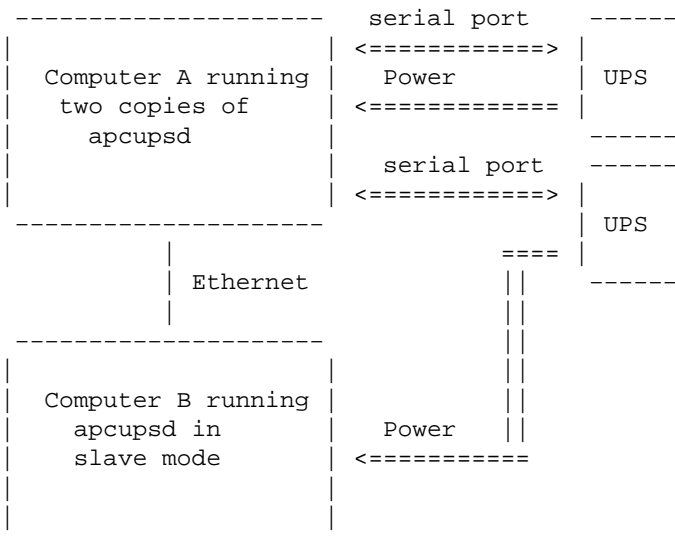 serial port
Computer A running
Power
UPS
two copies of
apcupsd
serial port
UPS
Ethernet
Computer B running
apcupsd in
Power
slave mode